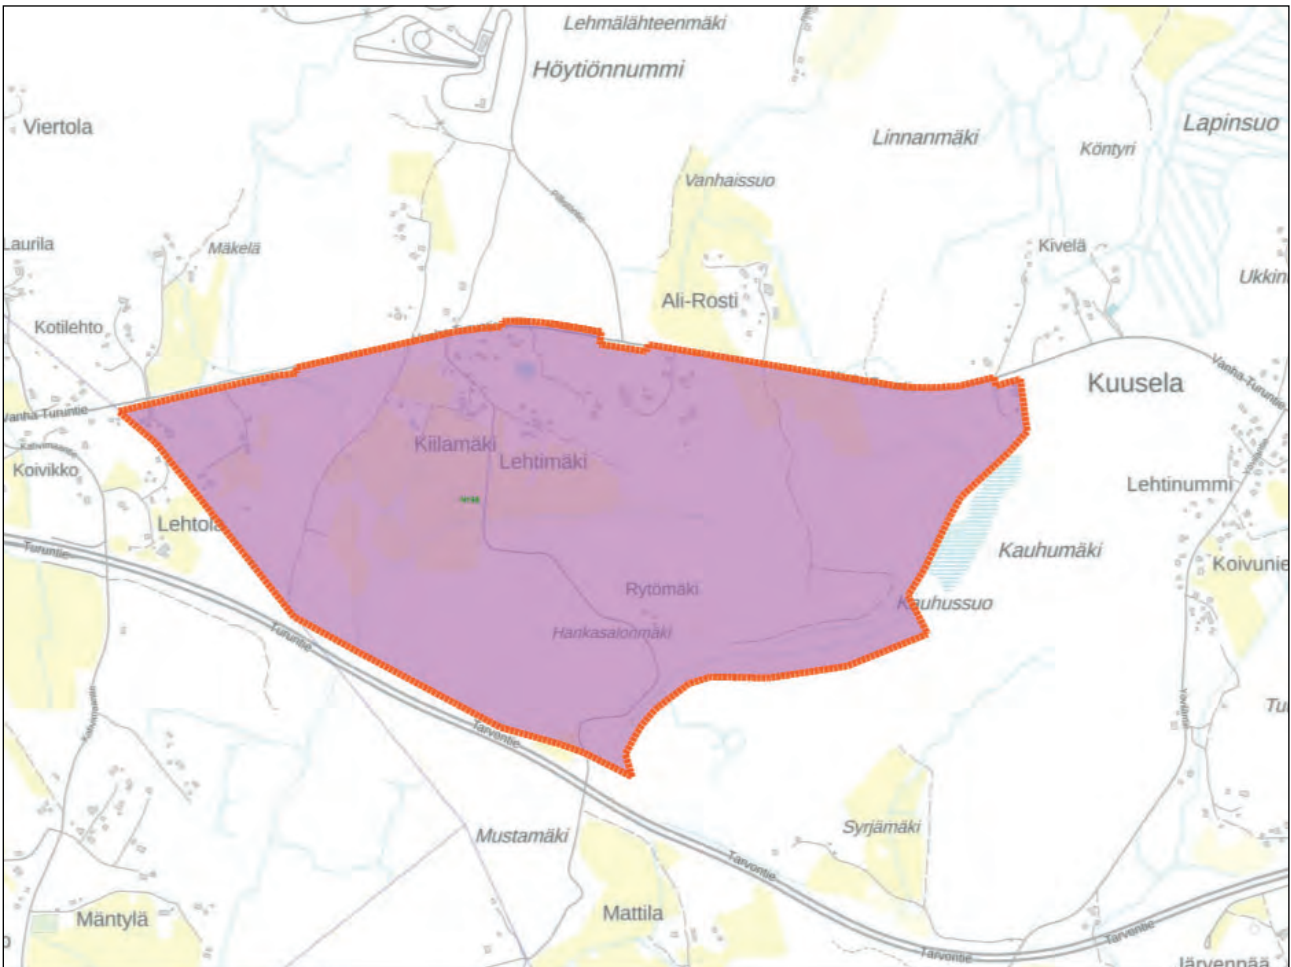 Lehmälähteenmäki
Höytiönnummi
Viertola
Lapinsuo
Linnanmäki
Köntyri
Vanhaissuo
Laurila
Mäkelä
Kivelä
Ukkin
Ali-Rosti
Kotilehto
Vanha-Turuntie
Kuusela
Vanha-Turuntie
Kiilamäki
Lehtimäki
Koivikko
Lehtinummi
Lehtola
Turuntie
Kauhumäki
Koivunie
Rytömäki
Kauhussuo
Hankasalonmäki
Turuntie
Tu
Tarvontie
Mustamäki
Syrjämäki
Tarvontie
Mäntylä
Mattila
Tarvontie
Tarvontie
Järvenpää